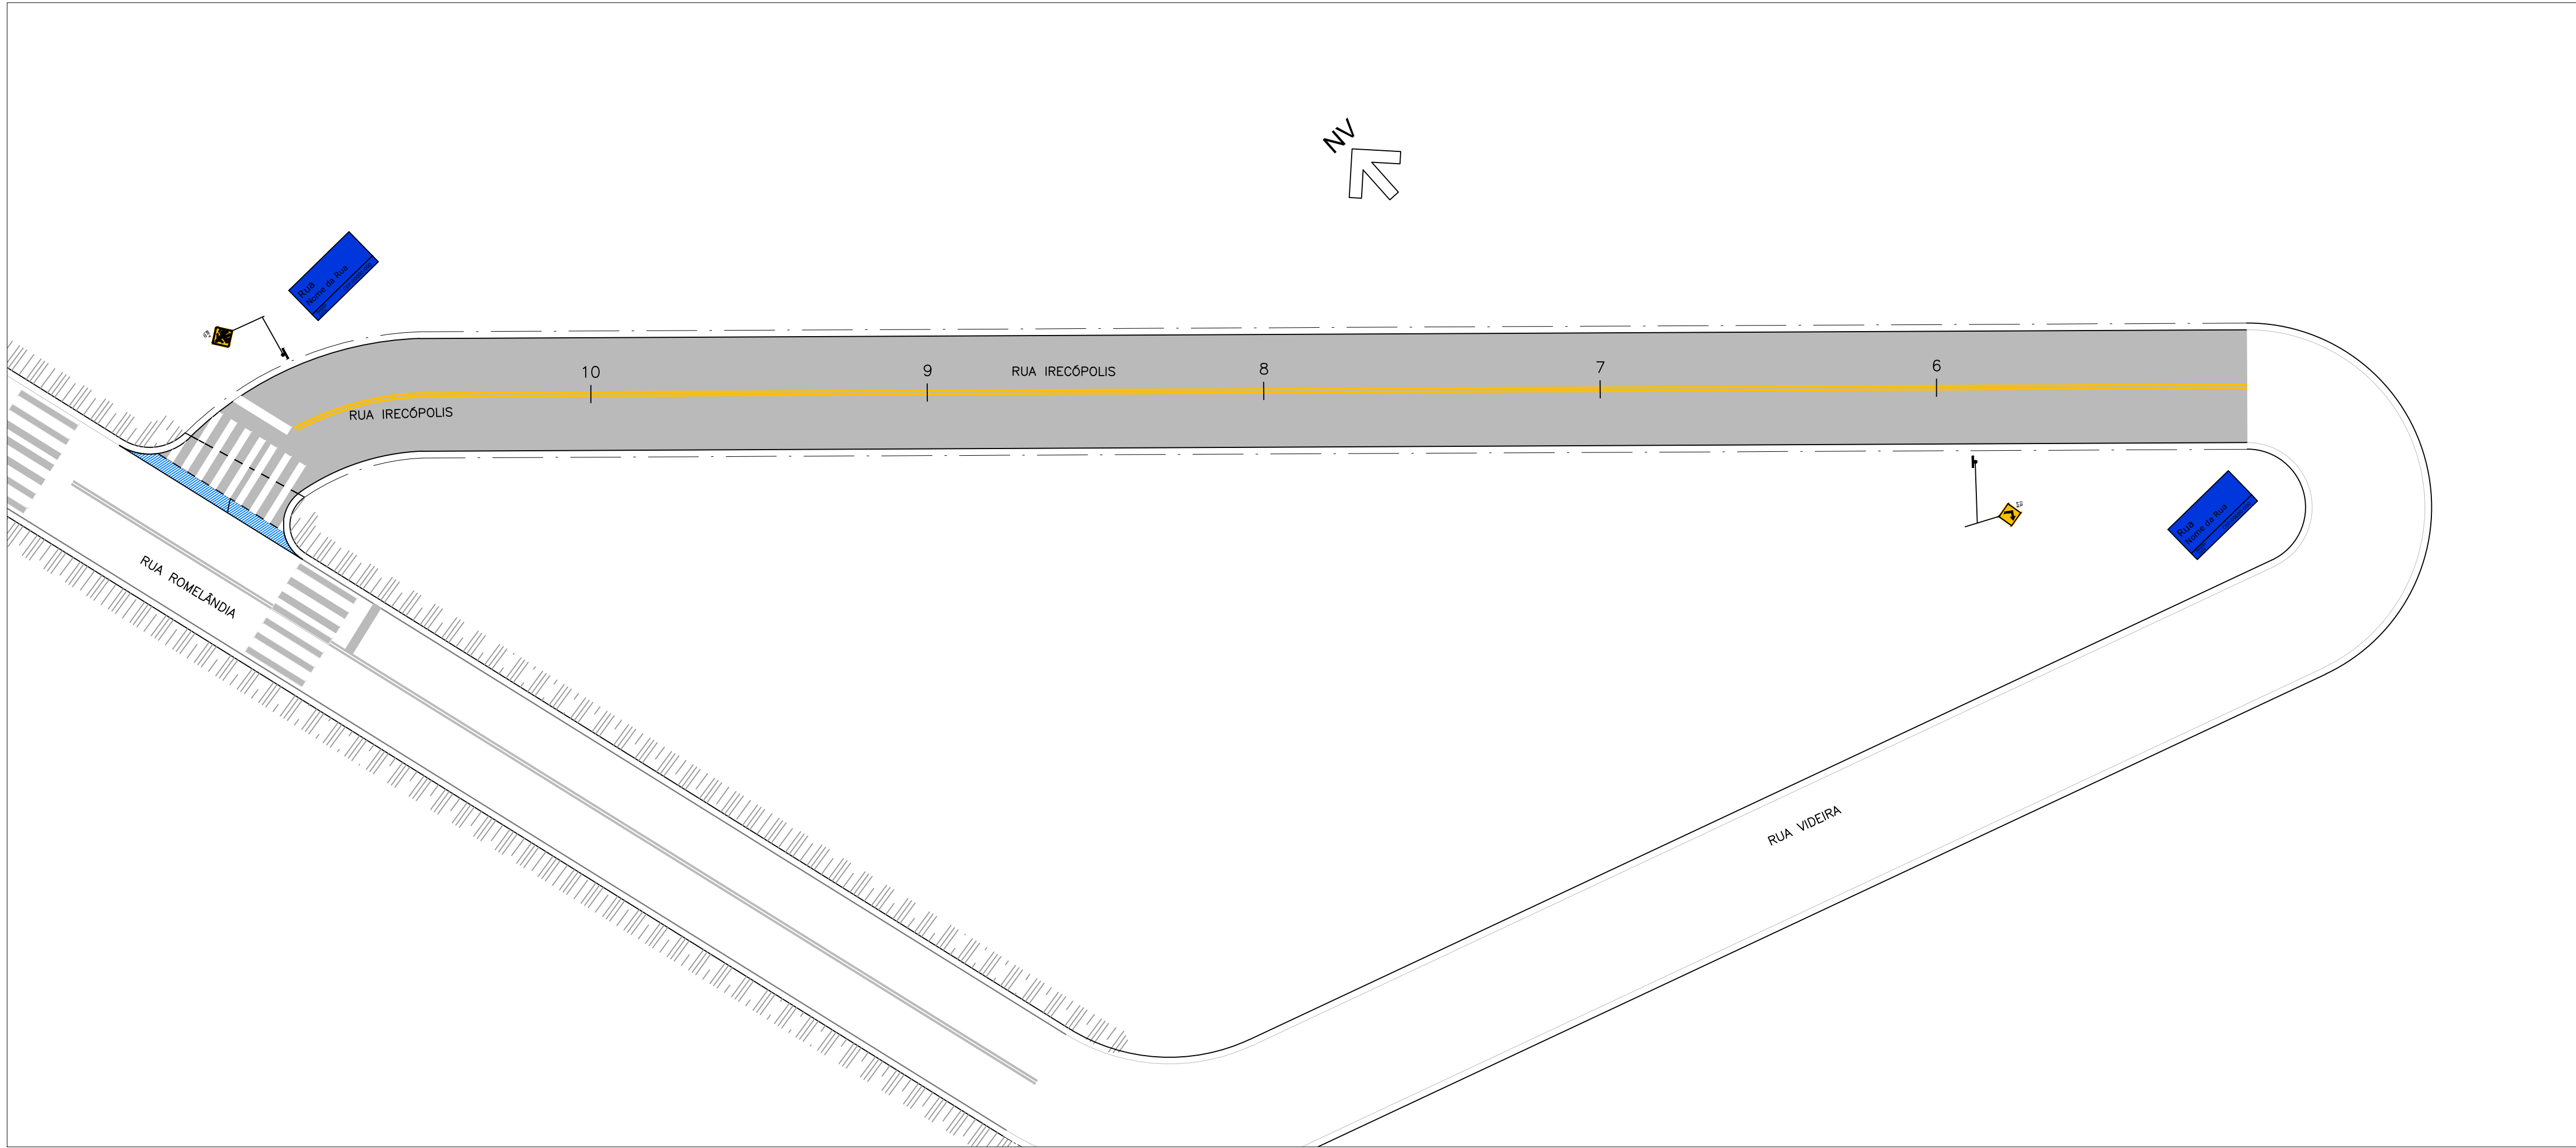 NV
Rua
Nome da Rua
10
9
RUA IRECÓPOLIS
8
7
6
RUA IRECÓPOLIS
Rua
Nome da Rua
RUA ROMELÂNDIA
RUA VIDEIRA